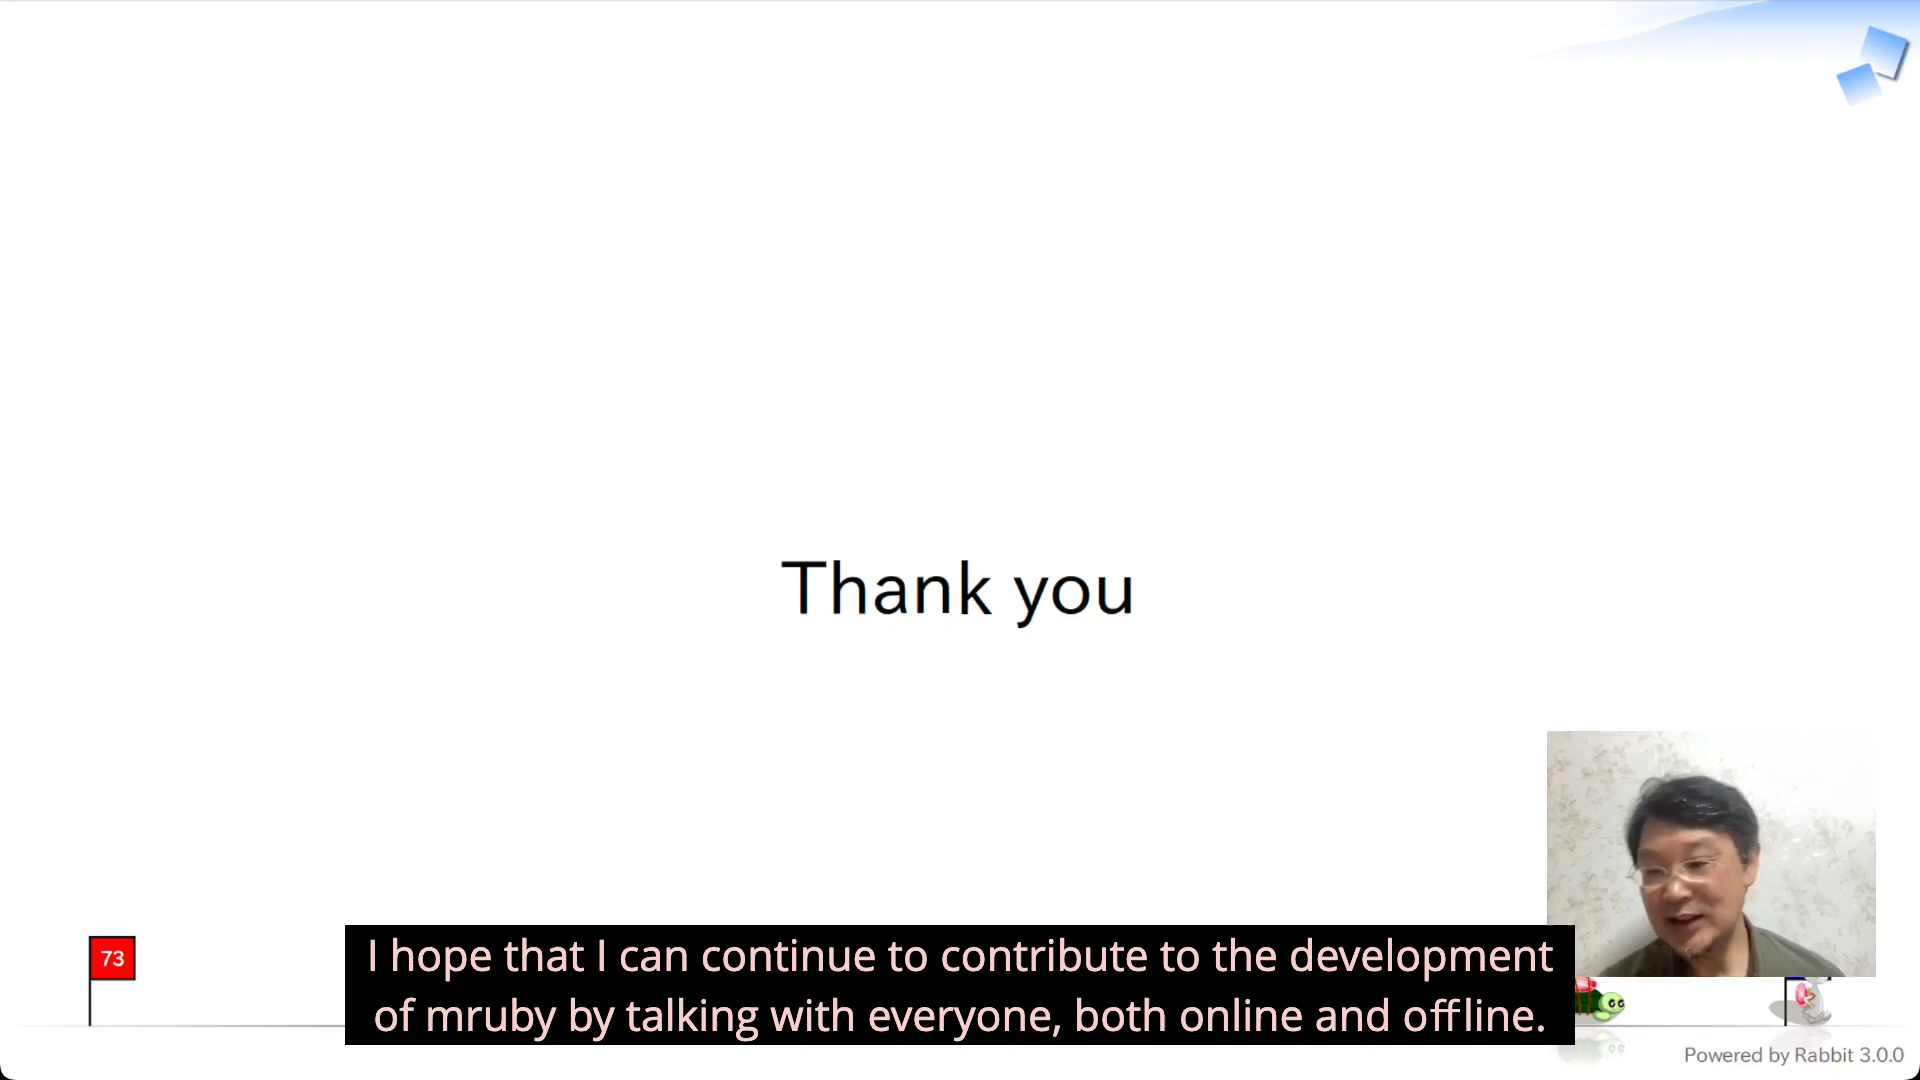 Thank you
73
I hope that I can continue to contribute to the development
of mruby by talking with everyone, both online and offline.
Powered by Rabbit 3.0.0